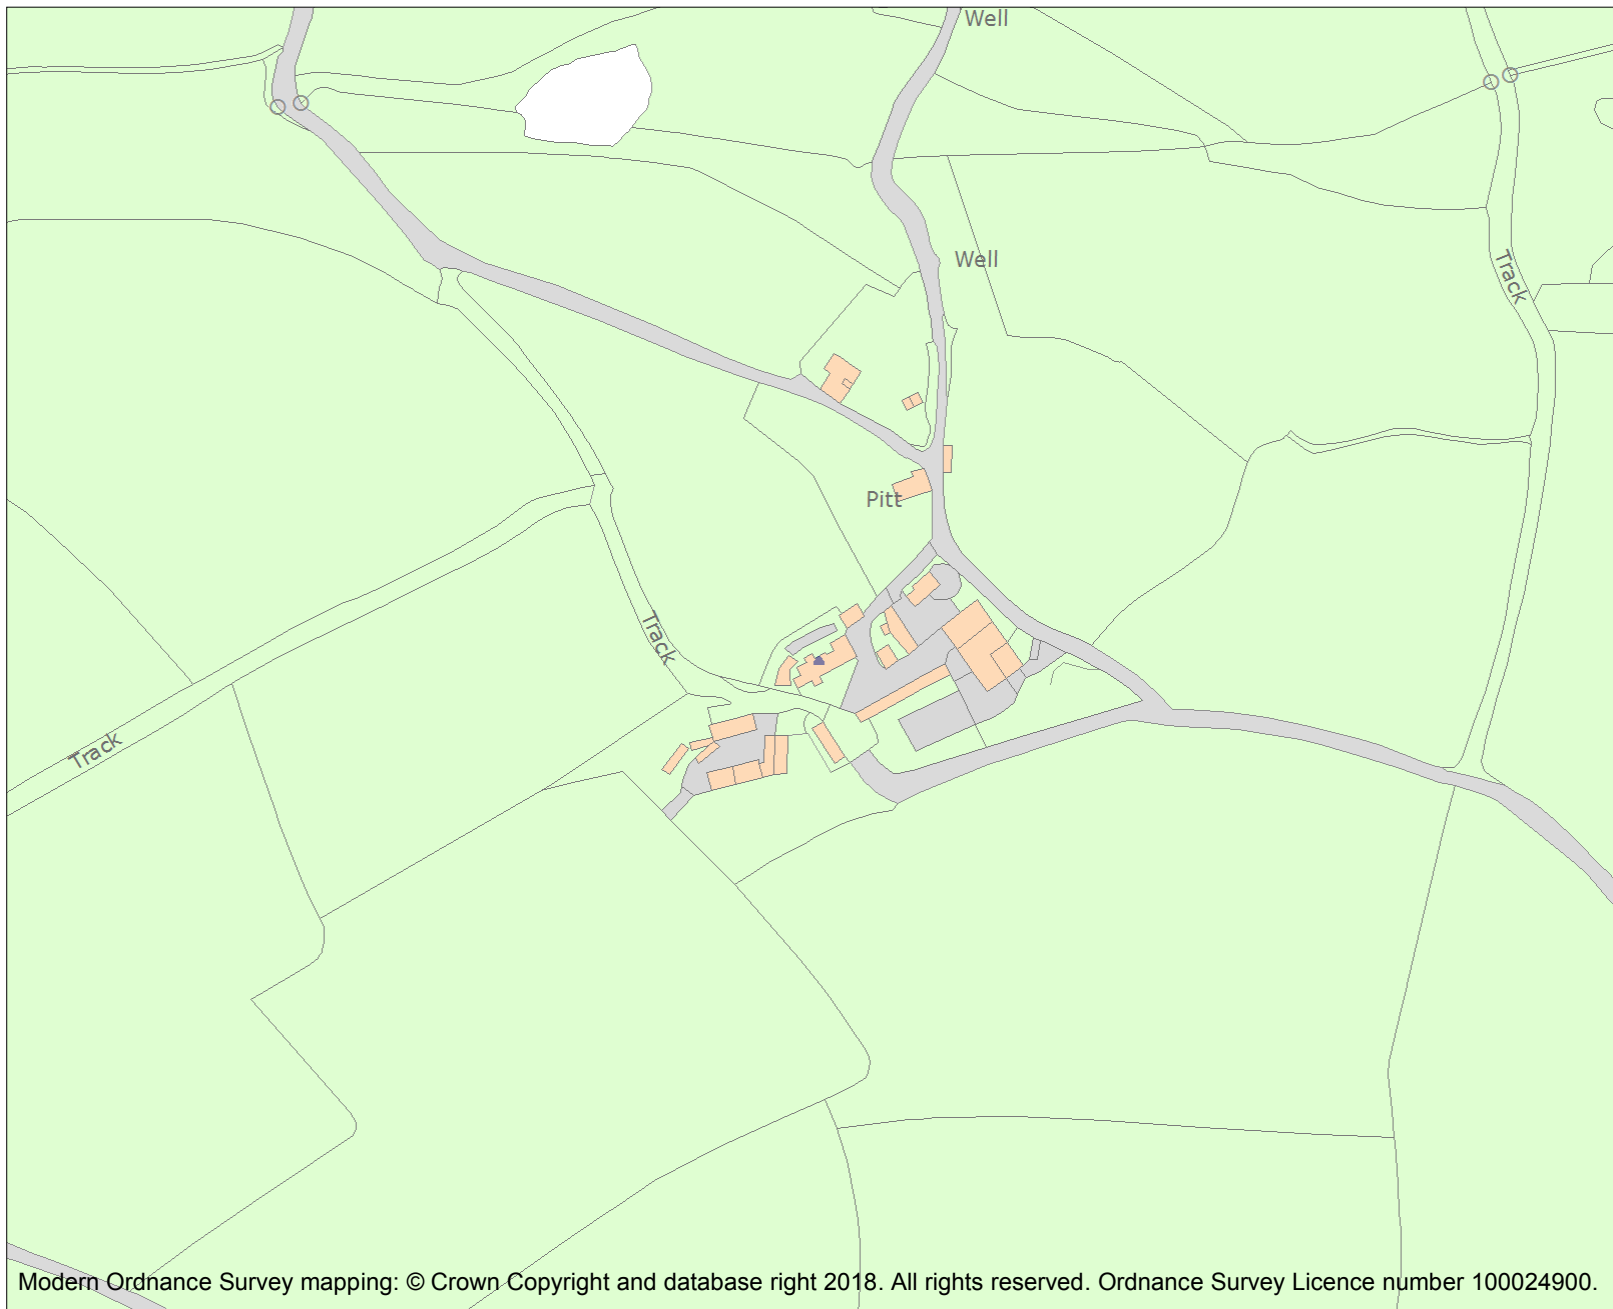 Well
Well
Track
Pitt
Track
Track
Modern Ordnance Survey mapping: © Crown Copyright and database right 2018. All rights reserved. Ordnance Survey Licence number 100024900.